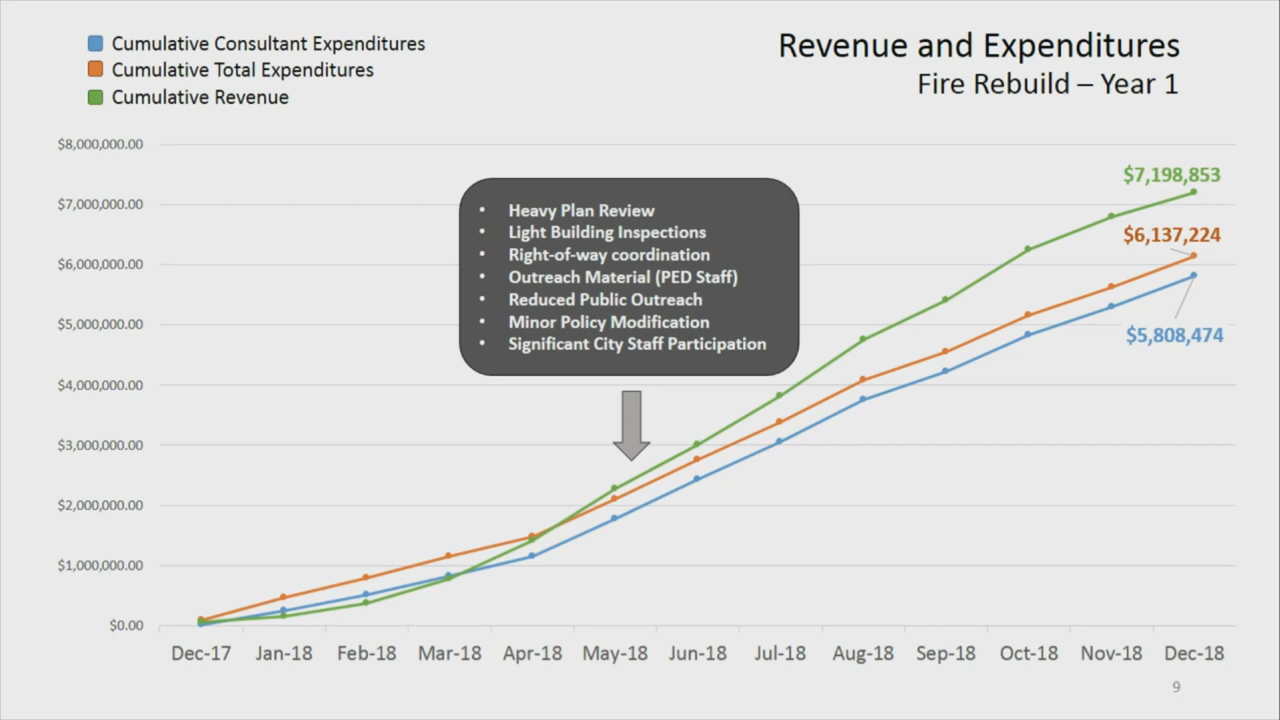 Cumulative Consultant Expenditures
Cumulative Total Expenditures
Cumulative Revenue
Revenue and Expenditures
Fire Rebuild – Year 1
$8,000,000.00
$7,000,000.00
$6,000,000.00
$5,000,000.00
$4,000,000.00
$3,000,000.00
$2,000,000.00
$1,000,000.00
$0.00
• Heavy Plan Review
• Light Building Inspections
• Right-of-way coordination
• Outreach Material (PED Staff)
• Reduced Public Outreach
• Minor Policy Modification
• Significant City Staff Participation
$7,198,853
$6,137,224
$5,808,474
Dec-17 Jan-18 Feb-18 Mar-18 Apr-18 May-18 Jun-18 Jul-18 Aug-18 Sep-18 Oct-18 Nov-18 Dec-18
9